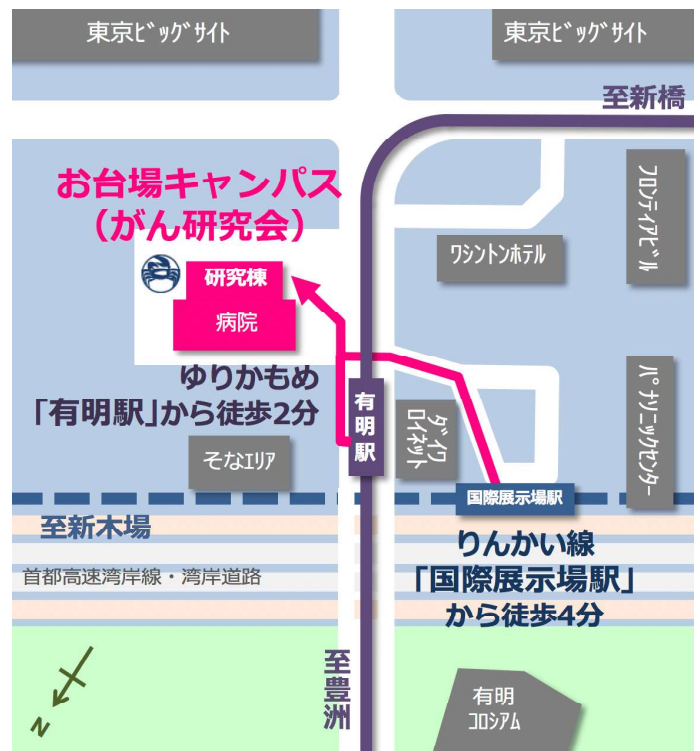 東京ﾋﾞｯｸﾞｻｲﾄ
東京ﾋﾞｯｸﾞｻｲﾄ
至新橋
お台場キャンパス
（がん研究会）
ﾌﾛﾝﾃｨｱﾋﾞﾙ
ﾜｼﾝﾄﾝﾎﾃﾙ
研究棟
病院
ゆりかもめ
「有明駅」から徒歩2分
有明駅
ﾀﾞｲﾜ
ﾛｲﾈｯﾄ
ﾊﾟﾅｿﾆｯｸｾﾝﾀｰ
そなｴﾘｱ
国際展示場駅
至新木場
りんかい線
「国際展示場駅」
から徒歩4分
首都高速湾岸線・湾岸道路
至豊洲
N
有明
ｺﾛｼｱﾑ